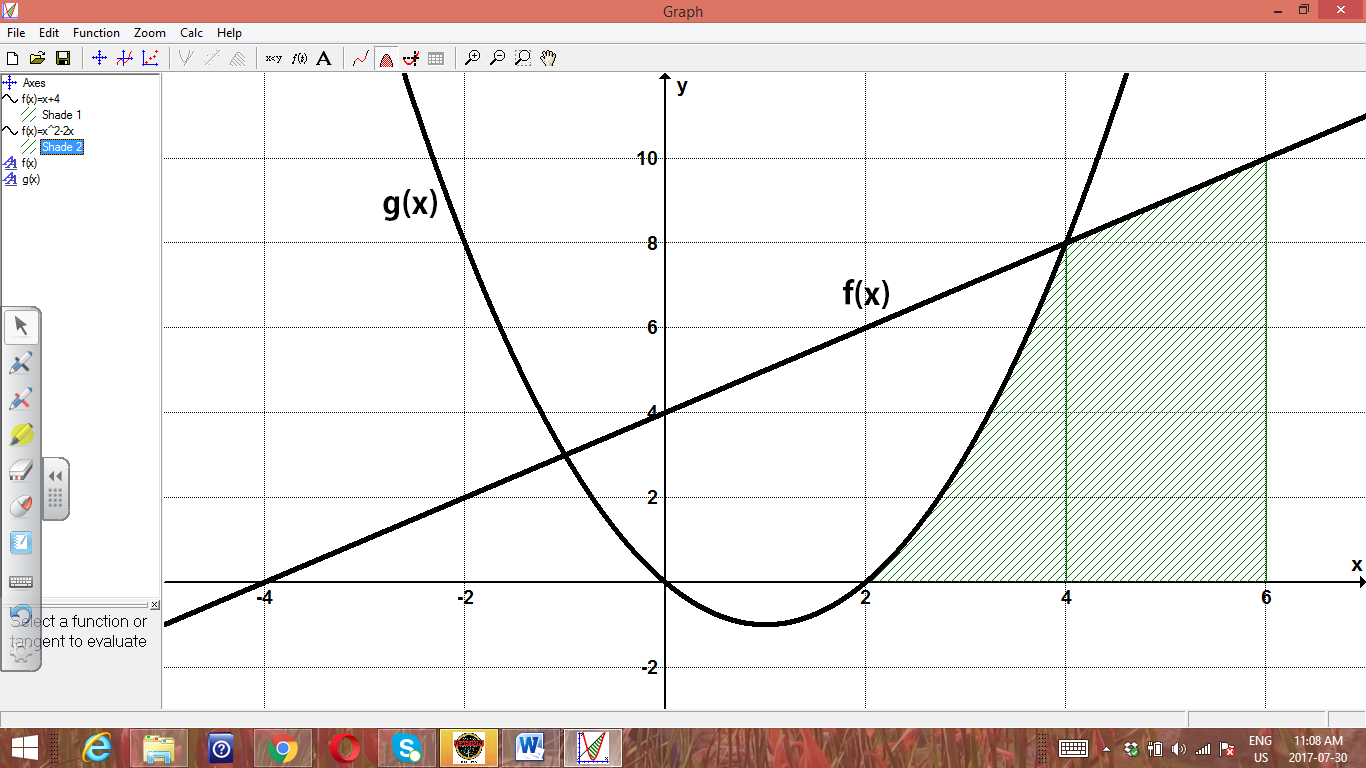 Graph
File Edit Function Zoom Calc Help
Axes
f(x)=x+4
Shade 1
f(x)=x^2-2x
Shade 2
f(x)
g(x)
y
10
g(x)
8
f(x)
6
4
2
x
-4 -2 2 4 6
-2
Select a function or
tangent to evaluate
ENG 11:08 AM
US 2017-07-30